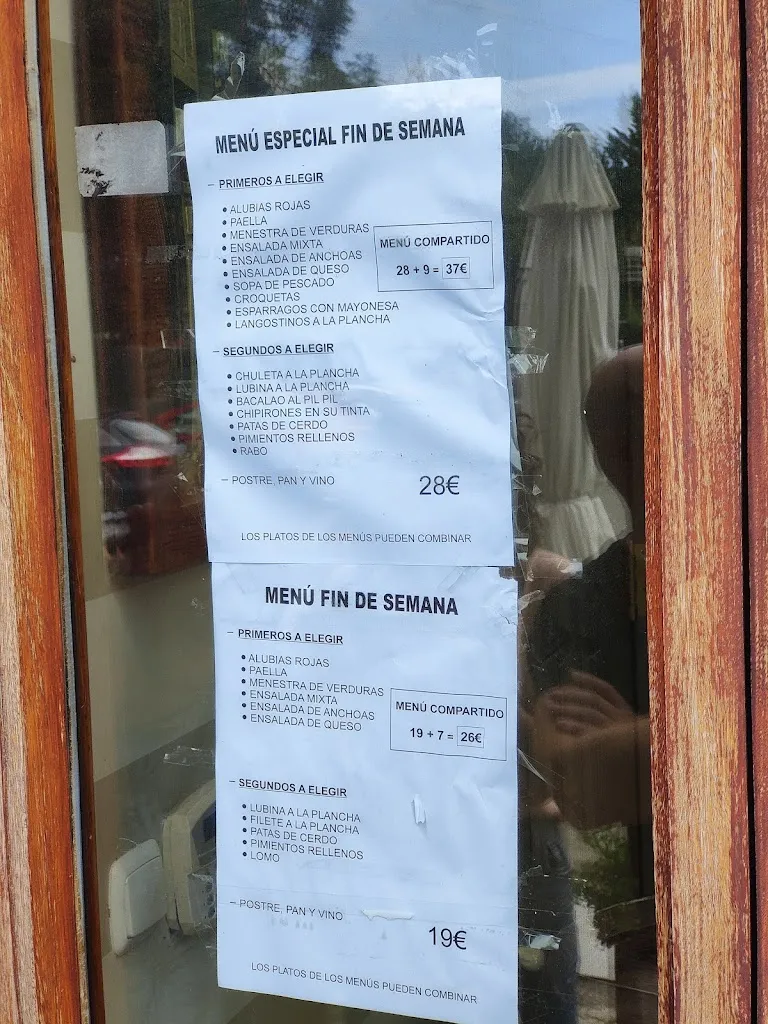 MENÚ ESPECIAL FIN DE SEMANA
– PRIMEROS A ELEGIR
• ALUBIAS ROJAS
• PAELLA
• MENESTRA DE VERDURAS
• ENSALADA MIXTA
• ENSALADA DE ANCHOAS
• ENSALADA DE QUESO
• SOPA DE PESCADO
• CROQUETAS
• ESPARRAGOS CON MAYONESA
• LANGOSTINOS A LA PLANCHA
MENÚ COMPARTIDO
28 + 9 = 37€
– SEGUNDOS A ELEGIR
• CHULETA A LA PLANCHA
• LUBINA A LA PLANCHA
• BACALAO AL PIL PIL
• CHIPIRONES EN SU TINTA
• PATAS DE CERDO
• PIMIENTOS RELLENOS
• RABO
– POSTRE, PAN Y VINO 28€
LOS PLATOS DE LOS MENÚS PUEDEN COMBINAR
MENÚ FIN DE SEMANA
– PRIMEROS A ELEGIR
• ALUBIAS ROJAS
• PAELLA
• MENESTRA DE VERDURAS
• ENSALADA MIXTA
• ENSALADA DE ANCHOAS
• ENSALADA DE QUESO
MENÚ COMPARTIDO
19 + 7 = 26€
– SEGUNDOS A ELEGIR
• LUBINA A LA PLANCHA
• FILETE A LA PLANCHA
• PATAS DE CERDO
• PIMIENTOS RELLENOS
• LOMO
– POSTRE, PAN Y VINO 19€
LOS PLATOS DE LOS MENÚS PUEDEN COMBINAR